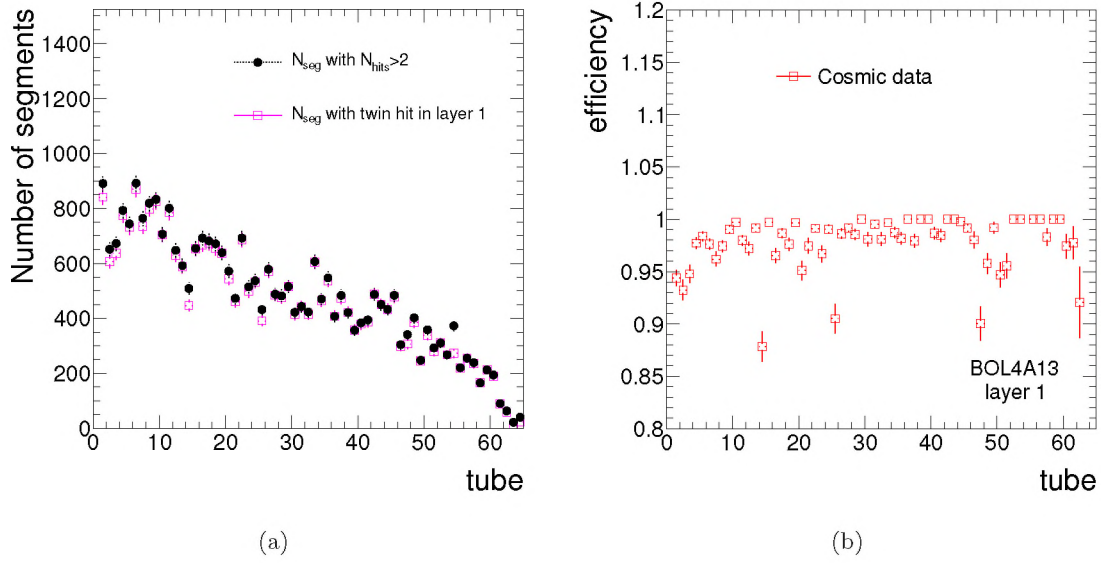 Number of segments
1400
1200
1000
800
600
400
200
0
N_seg with N_hits>2
N_seg with twin hit in layer 1
0 10 20 30 40 50 60
tube
(a)
efficiency
1.2
1.15
1.1
1.05
1
0.95
0.9
0.85
0.8
Cosmic data
BOL4A13
layer 1
0 10 20 30 40 50 60
tube
(b)